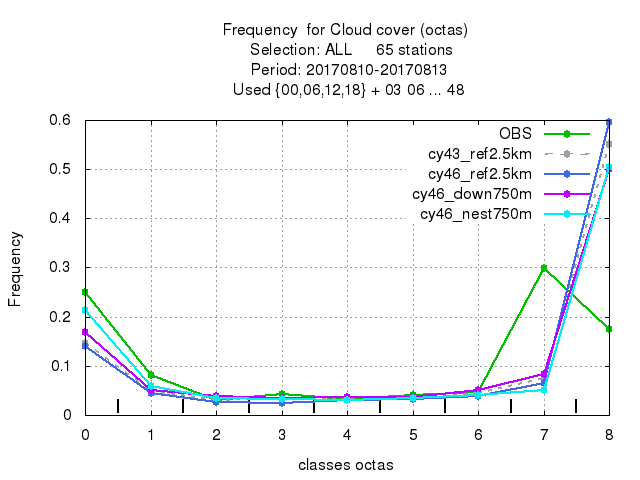 Frequency  for Cloud cover (octas)
Selection: ALL     65 stations
Period: 20170810-20170813
Used {00,06,12,18} + 03 06 ... 48
0.6
0.5
0.4
0.3
0.2
0.1
0
Frequency
OBS
cy43_ref2.5km
cy46_ref2.5km
cy46_down750m
cy46_nest750m
0 1 2 3 4 5 6 7 8
classes octas